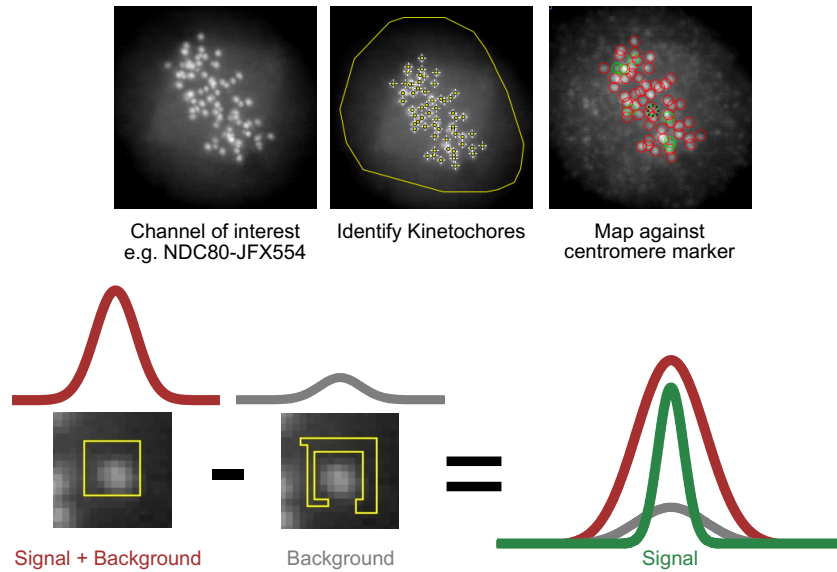 Channel of interest
e.g. NDC80-JFX554
Identify Kinetochores
Map against
centromere marker
Signal + Background
Background
Signal